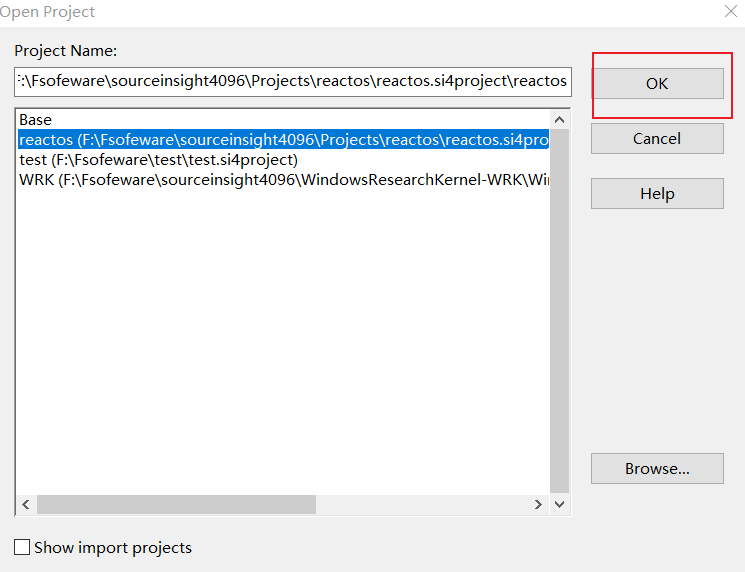 Open Project
Project Name:
F:\Fsofeware\sourceinsight4096\Projects\reactos\reactos.si4project\reactos
OK
Base
reactos (F:\Fsofeware\sourceinsight4096\Projects\reactos\reactos.si4pro
Cancel
test (F:\Fsofeware\test\test.si4project)
WRK (F:\Fsofeware\sourceinsight4096\WindowsResearchKernel-WRK\Win
Help
Browse...
Show import projects